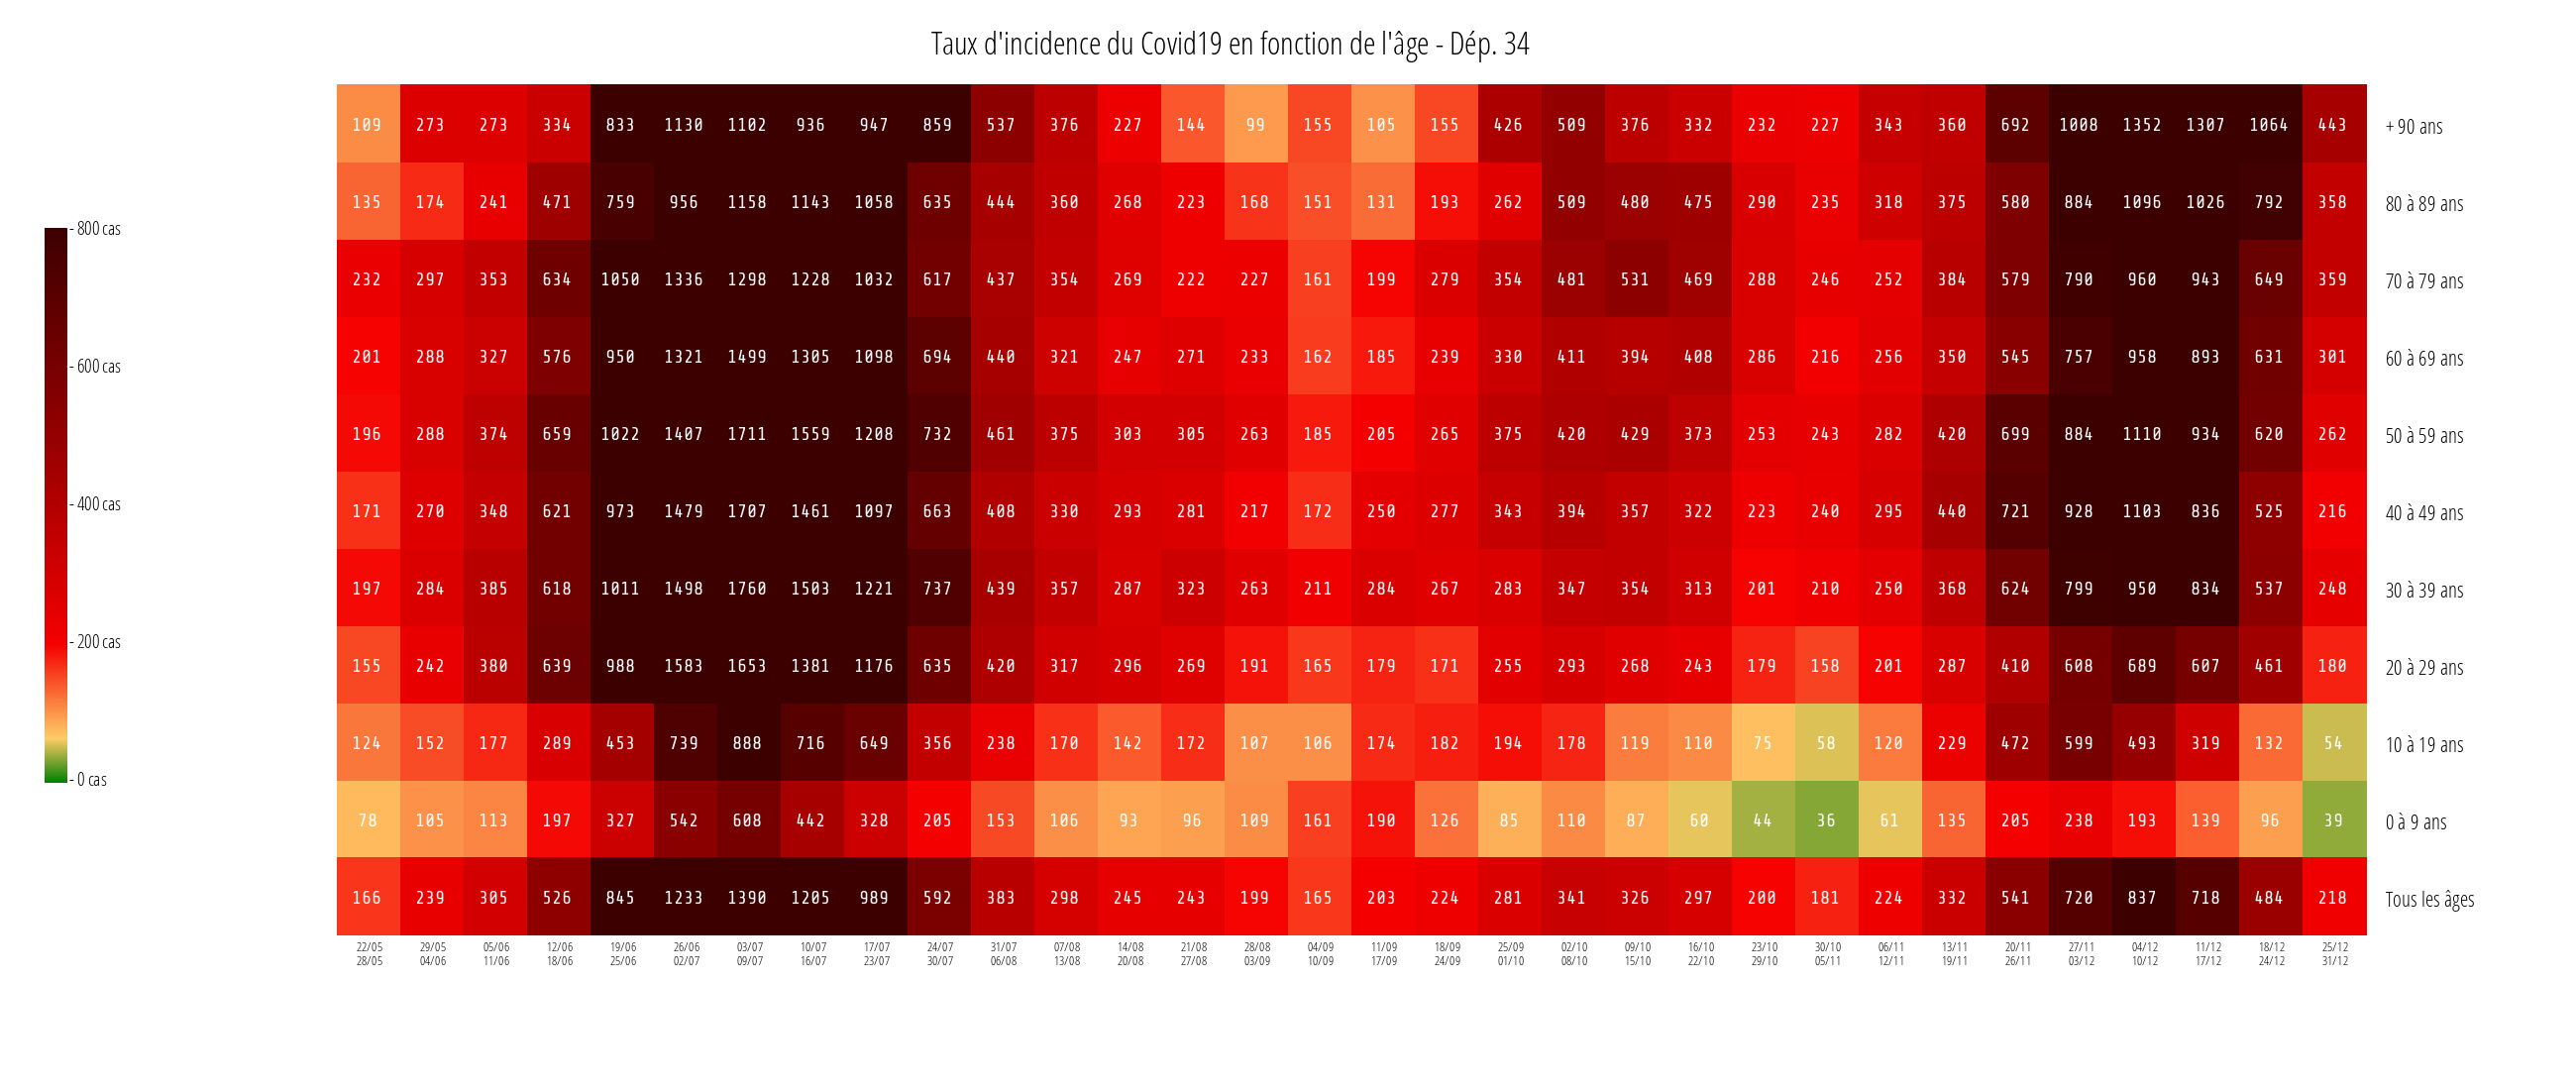 Taux d'incidence du Covid19 en fonction de l'âge - Dép. 34
- 800 cas
- 600 cas
- 400 cas
- 200 cas
- 0 cas
109 273 273 334 833 1130 1102 936 947 859 537 376 227 144 99 155 105 155 426 509 376 332 232 227 343 360 692 1008 1352 1307 1064 443 + 90 ans
135 174 241 471 759 956 1158 1143 1058 635 444 360 268 223 168 151 131 193 262 509 480 475 290 235 318 375 580 884 1096 1026 792 358 80 à 89 ans
232 297 353 634 1050 1336 1298 1228 1032 617 437 354 269 222 227 161 199 279 354 481 531 469 288 246 252 384 579 790 960 943 649 359 70 à 79 ans
201 288 327 576 950 1321 1499 1305 1098 694 440 321 247 271 233 162 185 239 330 411 394 408 286 216 256 350 545 757 958 893 631 301 60 à 69 ans
196 288 374 659 1022 1407 1711 1559 1208 732 461 375 303 305 263 185 205 265 375 420 429 373 253 243 282 420 699 884 1110 934 620 262 50 à 59 ans
171 270 348 621 973 1479 1707 1461 1097 663 408 330 293 281 217 172 250 277 343 394 357 322 223 240 295 440 721 928 1103 836 525 216 40 à 49 ans
197 284 385 618 1011 1498 1760 1503 1221 737 439 357 287 323 263 211 284 267 283 347 354 313 201 210 250 368 624 799 950 834 537 248 30 à 39 ans
155 242 380 639 988 1583 1653 1381 1176 635 420 317 296 269 191 165 179 171 255 293 268 243 179 158 201 287 410 608 689 607 461 180 20 à 29 ans
124 152 177 289 453 739 888 716 649 356 238 170 142 172 107 106 174 182 194 178 119 110 75 58 120 229 472 599 493 319 132 54 10 à 19 ans
78 105 113 197 327 542 608 442 328 205 153 106 93 96 109 161 190 126 85 110 87 60 44 36 61 135 205 238 193 139 96 39 0 à 9 ans
166 239 305 526 845 1233 1390 1205 989 592 383 298 245 243 199 165 203 224 281 341 326 297 200 181 224 332 541 720 837 718 484 218 Tous les âges
22/05 29/05 05/06 12/06 19/06 26/06 03/07 10/07 17/07 24/07 31/07 07/08 14/08 21/08 28/08 04/09 11/09 18/09 25/09 02/10 09/10 16/10 23/10 30/10 06/11 13/11 20/11 27/11 04/12 11/12 18/12 25/12
28/05 04/06 11/06 18/06 25/06 02/07 09/07 16/07 23/07 30/07 06/08 13/08 20/08 27/08 03/09 10/09 17/09 24/09 01/10 08/10 15/10 22/10 29/10 05/11 12/11 19/11 26/11 03/12 10/12 17/12 24/12 31/12